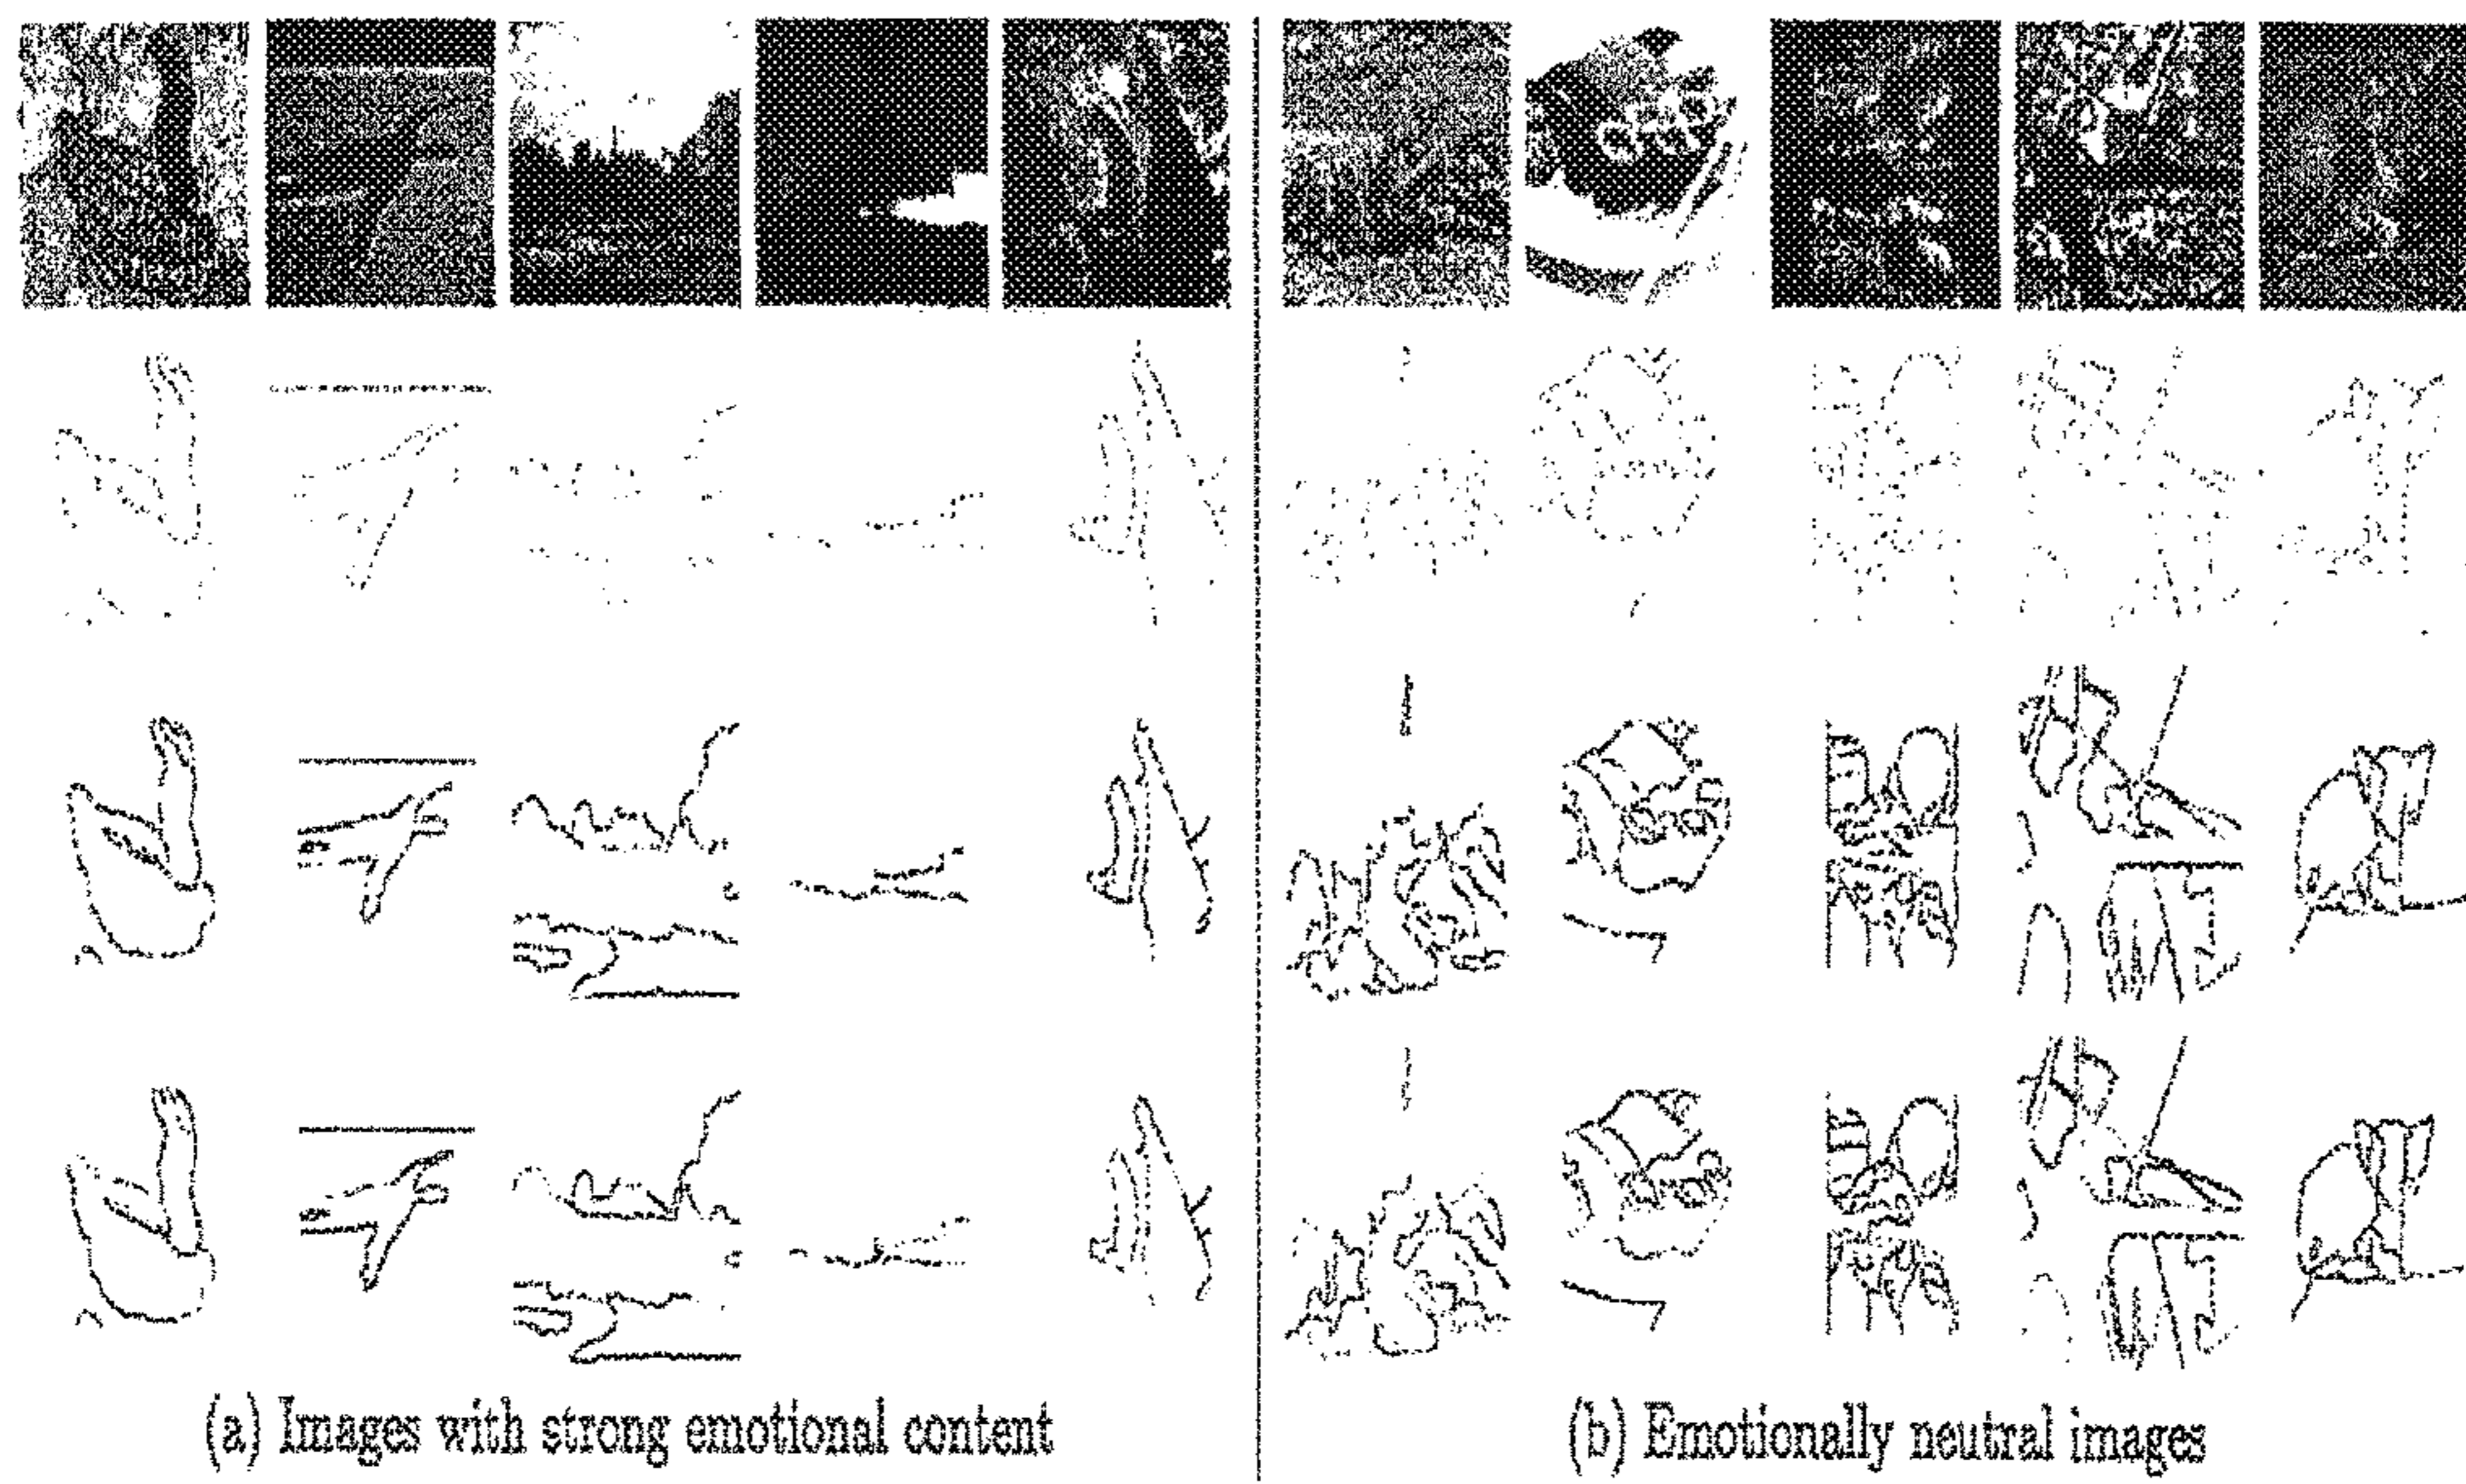 (a) Images with strong emotional content
(b) Emotionally neutral images